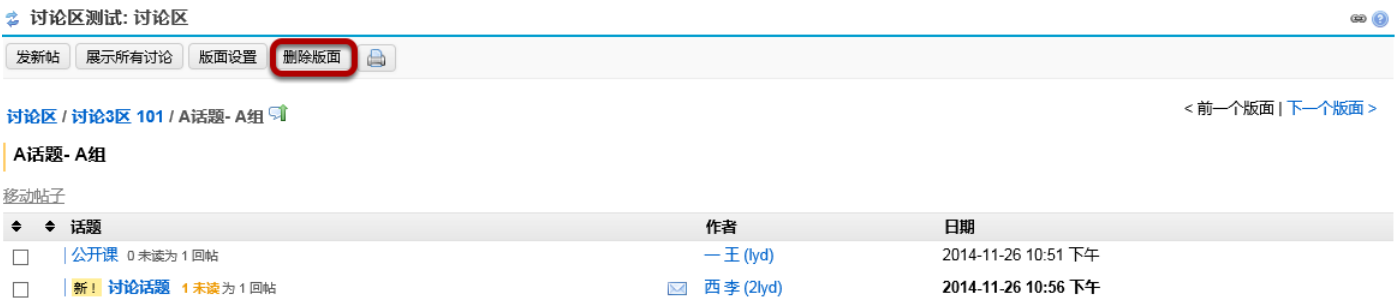 讨论区测试: 讨论区
发新帖 展示所有讨论 版面设置 删除版面
讨论区 / 讨论3区 101 / A话题- A组
< 前一个版面 | 下一个版面 >
A话题- A组
移动帖子
话题 作者 日期
公开课 0 未读为 1 回帖 一 王 (lyd) 2014-11-26 10:51 下午
新! 讨论话题 1 未读 为 1 回帖 西 李 (2lyd) 2014-11-26 10:56 下午